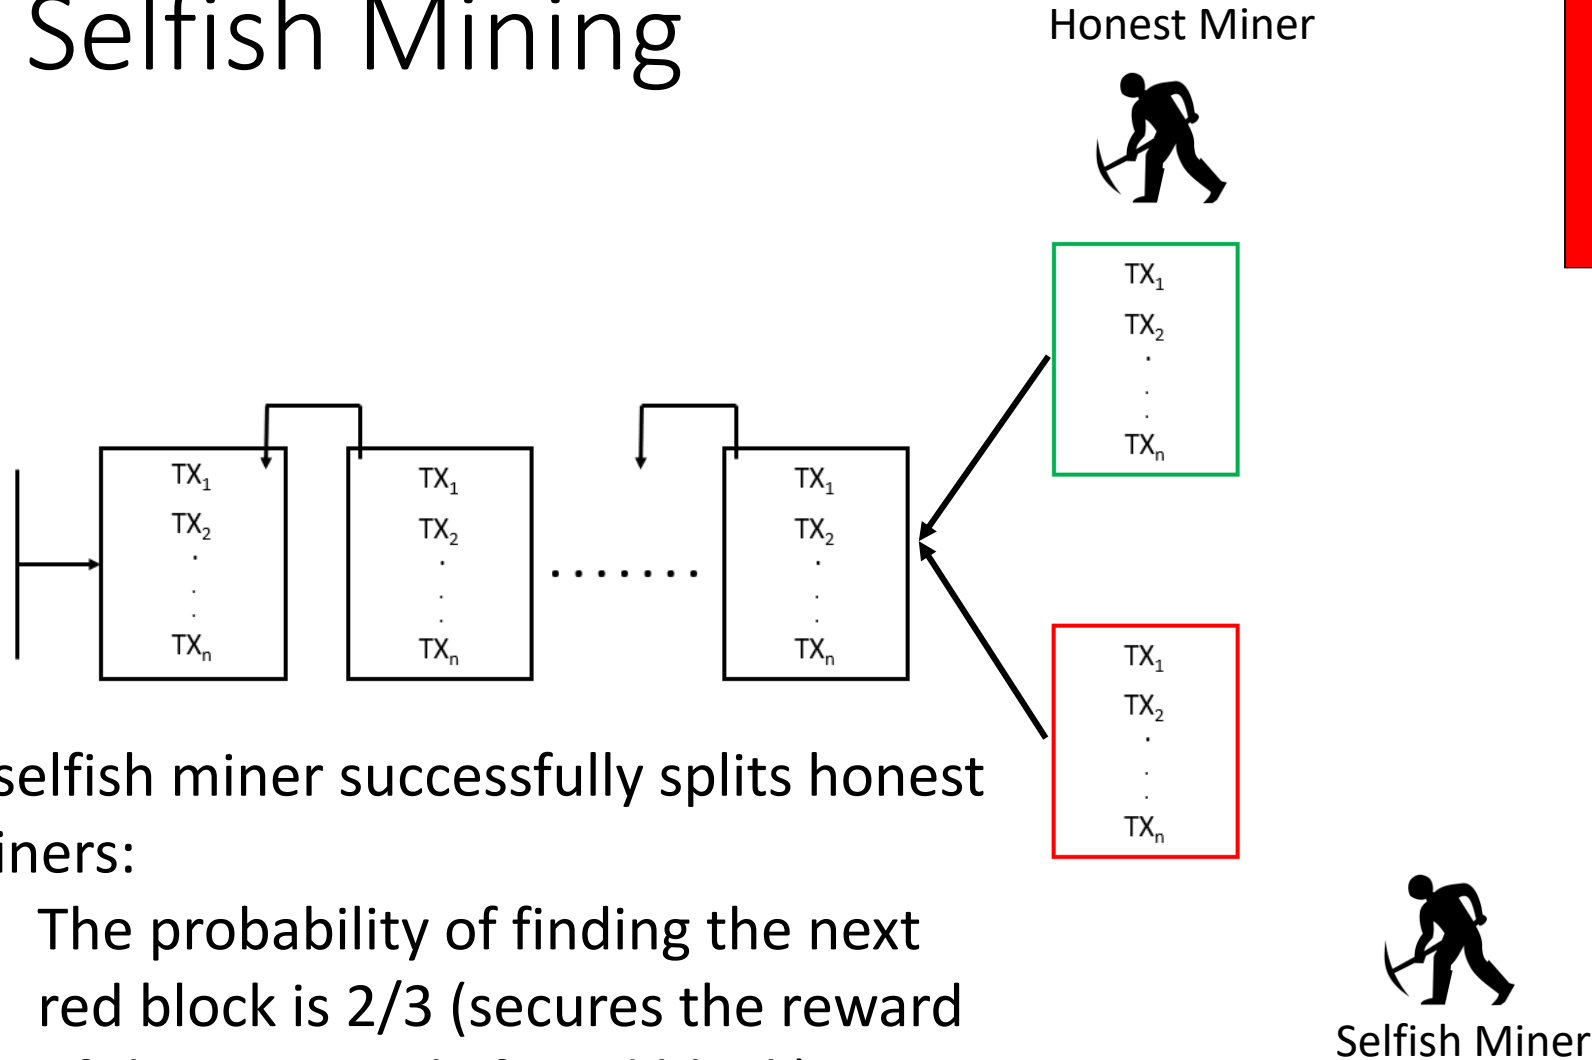 Selfish Mining
Honest Miner
TX1
TX2
.
.
.
TXn
TX1
TX2
.
.
.
TXn
TX1
TX2
.
.
.
TXn
.......
TX1
TX2
.
.
.
TXn
TX1
TX2
.
.
.
TXn
selfish miner successfully splits honest
iners:
The probability of finding the next
red block is 2/3 (secures the reward
Selfish Miner